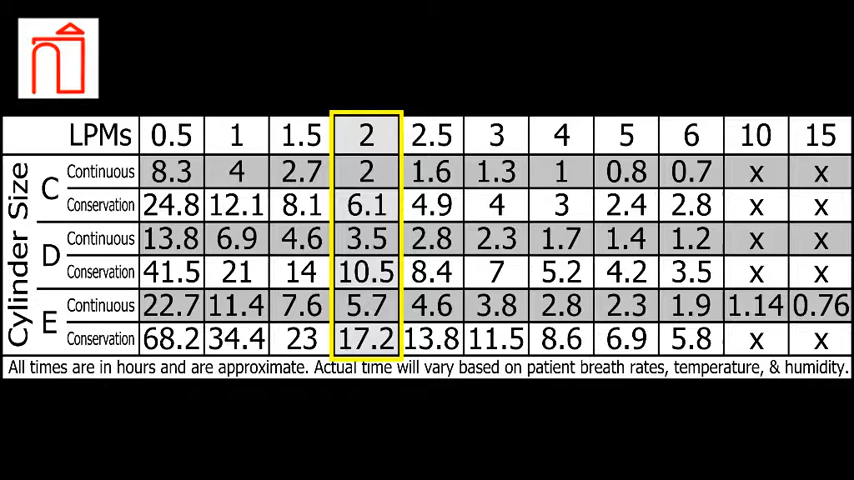 LPMs 0.5 1 1.5 2 2.5 3 4 5 6 10 15
Cylinder Size
C
Continuous 8.3 4 2.7 2 1.6 1.3 1 0.8 0.7 x x
Conservation 24.8 12.1 8.1 6.1 4.9 4 3 2.4 2.8 x x
D
Continuous 13.8 6.9 4.6 3.5 2.8 2.3 1.7 1.4 1.2 x x
Conservation 41.5 21 14 10.5 8.4 7 5.2 4.2 3.5 x x
E
Continuous 22.7 11.4 7.6 5.7 4.6 3.8 2.8 2.3 1.9 1.14 0.76
Conservation 68.2 34.4 23 17.2 13.8 11.5 8.6 6.9 5.8 x x
All times are in hours and are approximate. Actual time will vary based on patient breath rates, temperature, & humidity.